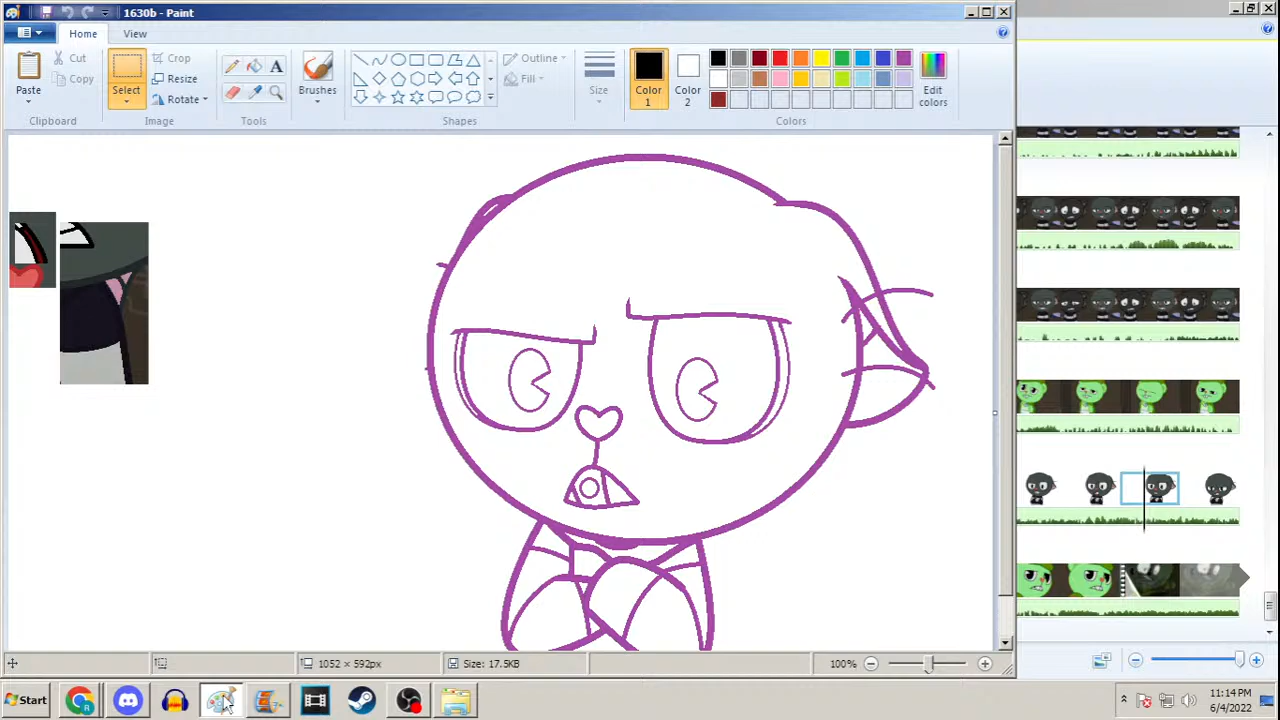 1630b - Paint
Home
View
Paste
Cut
Copy
Clipboard
Select
Crop
Resize
Rotate
Image
A
Tools
Brushes
Outline
Fill
Shapes
Size
Color
1
Color
2
Edit
colors
Colors
1052 × 592px
Size: 17.5KB
100%
Start
11:14 PM
6/4/2022